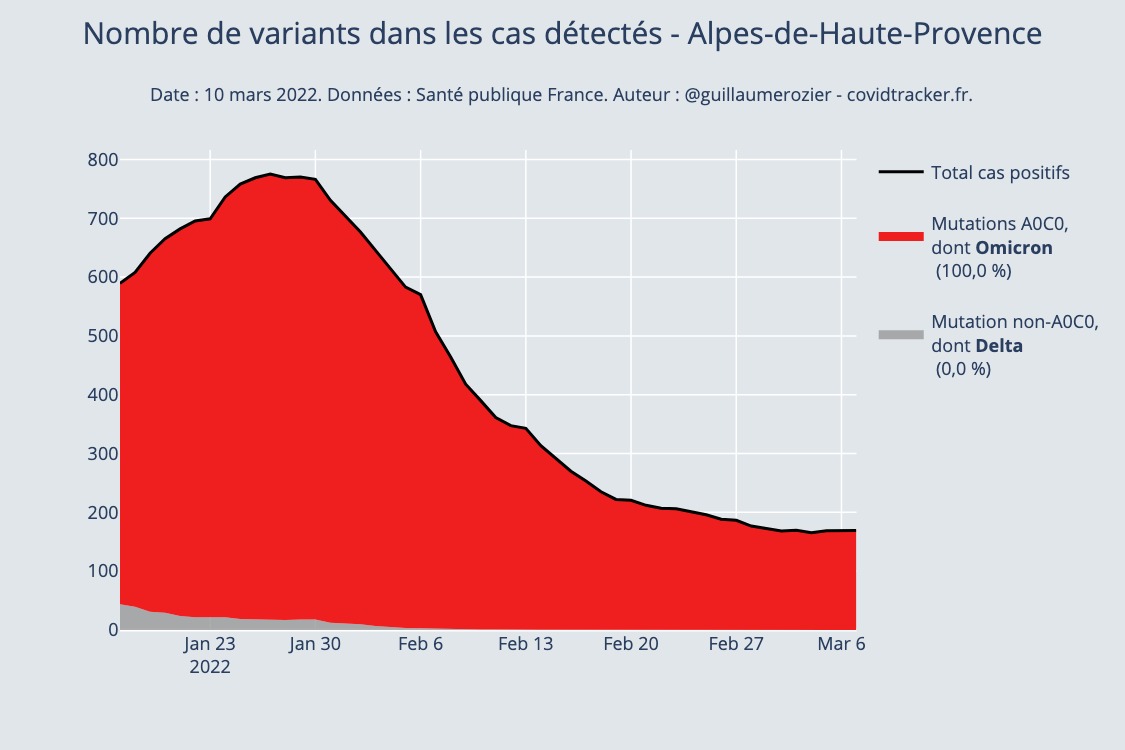 Nombre de variants dans les cas détectés - Alpes-de-Haute-Provence
Date : 10 mars 2022. Données : Santé publique France. Auteur : @guillaumerozier - covidtracker.fr.
800
700
600
500
400
300
200
100
0
Jan 23
2022
Jan 30
Feb 6
Feb 13
Feb 20
Feb 27
Mar 6
Total cas positifs
Mutations A0C0,
dont Omicron
(100,0 %)
Mutation non-A0C0,
dont Delta
(0,0 %)